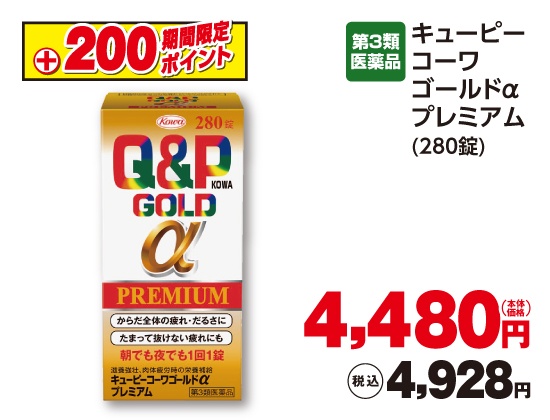 +200
期間限定
ポイント
第3類
医薬品
キューピー
コーワ
ゴールドα
プレミアム
(280錠)
Kowa 280錠
Q&P
KOWA
GOLD
α
PREMIUM
からだ全体の疲れ・だるさに
たまって抜けない疲れにも
朝でも夜でも1回1錠
滋養強壮、肉体疲労時の栄養補給
キューピーコーワゴールドα
プレミアム 第3類医薬品
4,480円(本体価格)
税込 4,928円